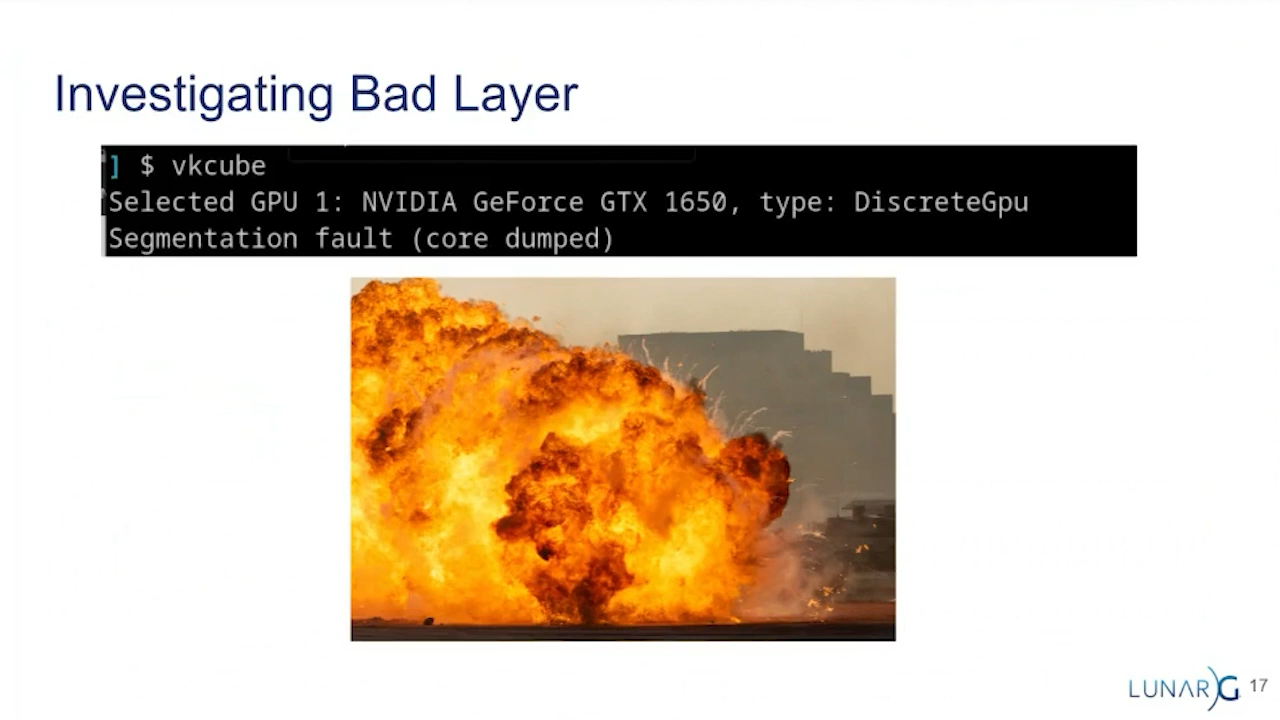 Investigating Bad Layer
] $ vkcube
Selected GPU 1: NVIDIA GeForce GTX 1650, type: DiscreteGpu
Segmentation fault (core dumped)
LUNARG 17